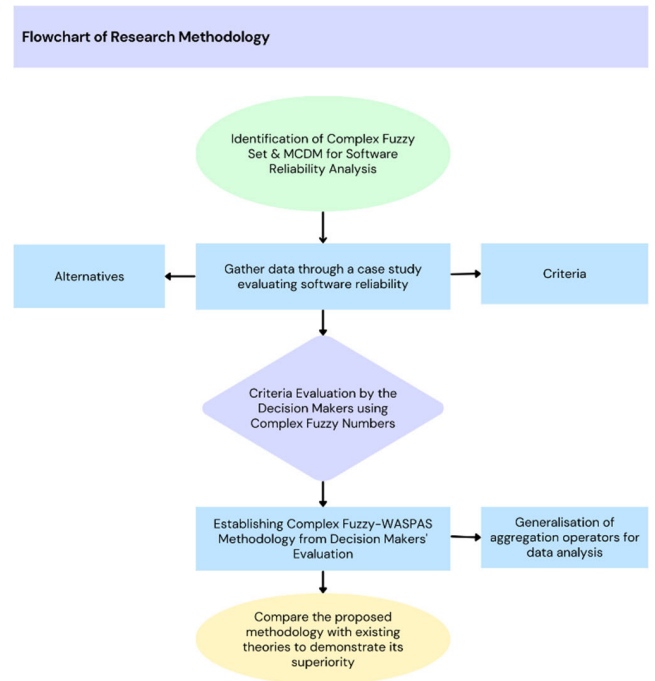 Flowchart of Research Methodology
Identification of Complex Fuzzy
Set & MCDM for Software
Reliability Analysis
Alternatives
Gather data through a case study
evaluating software reliability
Criteria
Criteria Evaluation by the
Decision Makers using
Complex Fuzzy Numbers
Establishing Complex Fuzzy-WASPAS
Methodology from Decision Makers'
Evaluation
Generalisation of
aggregation operators for
data analysis
Compare the proposed
methodology with existing
theories to demonstrate its
superiority